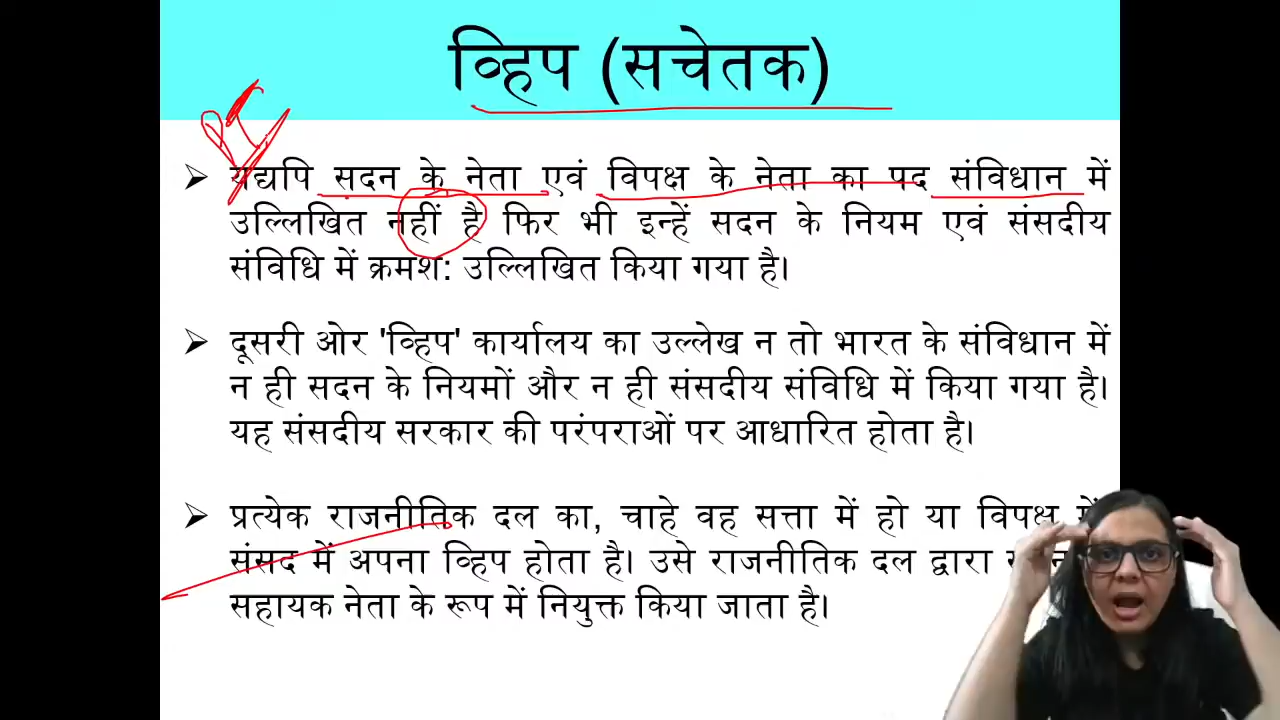 व्हिप (सचेतक)
➢ यद्यपि सदन के नेता एवं विपक्ष के नेता का पद संविधान में
उल्लिखित नहीं है फिर भी इन्हें सदन के नियम एवं संसदीय
संविधि में क्रमश: उल्लिखित किया गया है।
➢ दूसरी ओर 'व्हिप' कार्यालय का उल्लेख न तो भारत के संविधान में
न ही सदन के नियमों और न ही संसदीय संविधि में किया गया है।
यह संसदीय सरकार की परंपराओं पर आधारित होता है।
➢ प्रत्येक राजनीतिक दल का, चाहे वह सत्ता में हो या विपक्ष में
संसद में अपना व्हिप होता है। उसे राजनीतिक दल द्वारा
सहायक नेता के रूप में नियुक्त किया जाता है।